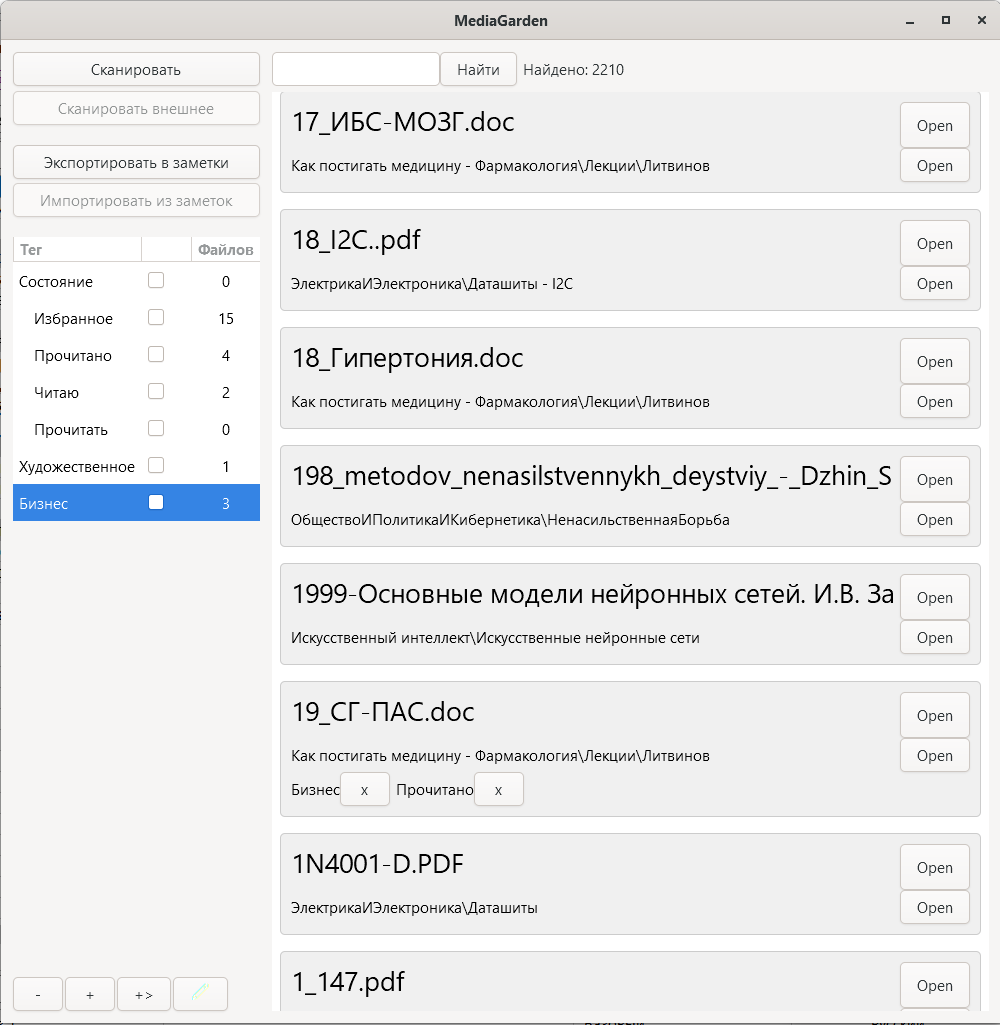 MediaGarden
Сканировать
Найти
Найдено: 2210
Сканировать внешнее
Экспортировать в заметки
Импортировать из заметок
Тег Файлов
Состояние 0
Избранное 15
Прочитано 4
Читаю 2
Прочитать 0
Художественное 1
Бизнес 3
- + +>
17_ИБС-МОЗГ.doc
Open
Как постигать медицину - Фармакология\Лекции\Литвинов
Open
18_I2C..pdf
Open
ЭлектрикаИЭлектроника\Даташиты - I2C
Open
18_Гипертония.doc
Open
Как постигать медицину - Фармакология\Лекции\Литвинов
Open
198_metodov_nenasilstvennykh_deystviy_-_Dzhin_S
Open
ОбществоИПолитикаИКибернетика\НенасильственнаяБорьба
Open
1999-Основные модели нейронных сетей. И.В. За
Open
Искусственный интеллект\Искусственные нейронные сети
Open
19_СГ-ПАС.doc
Open
Как постигать медицину - Фармакология\Лекции\Литвинов
Open
Бизнес x Прочитано x
1N4001-D.PDF
Open
ЭлектрикаИЭлектроника\Даташиты
Open
1_147.pdf
Open